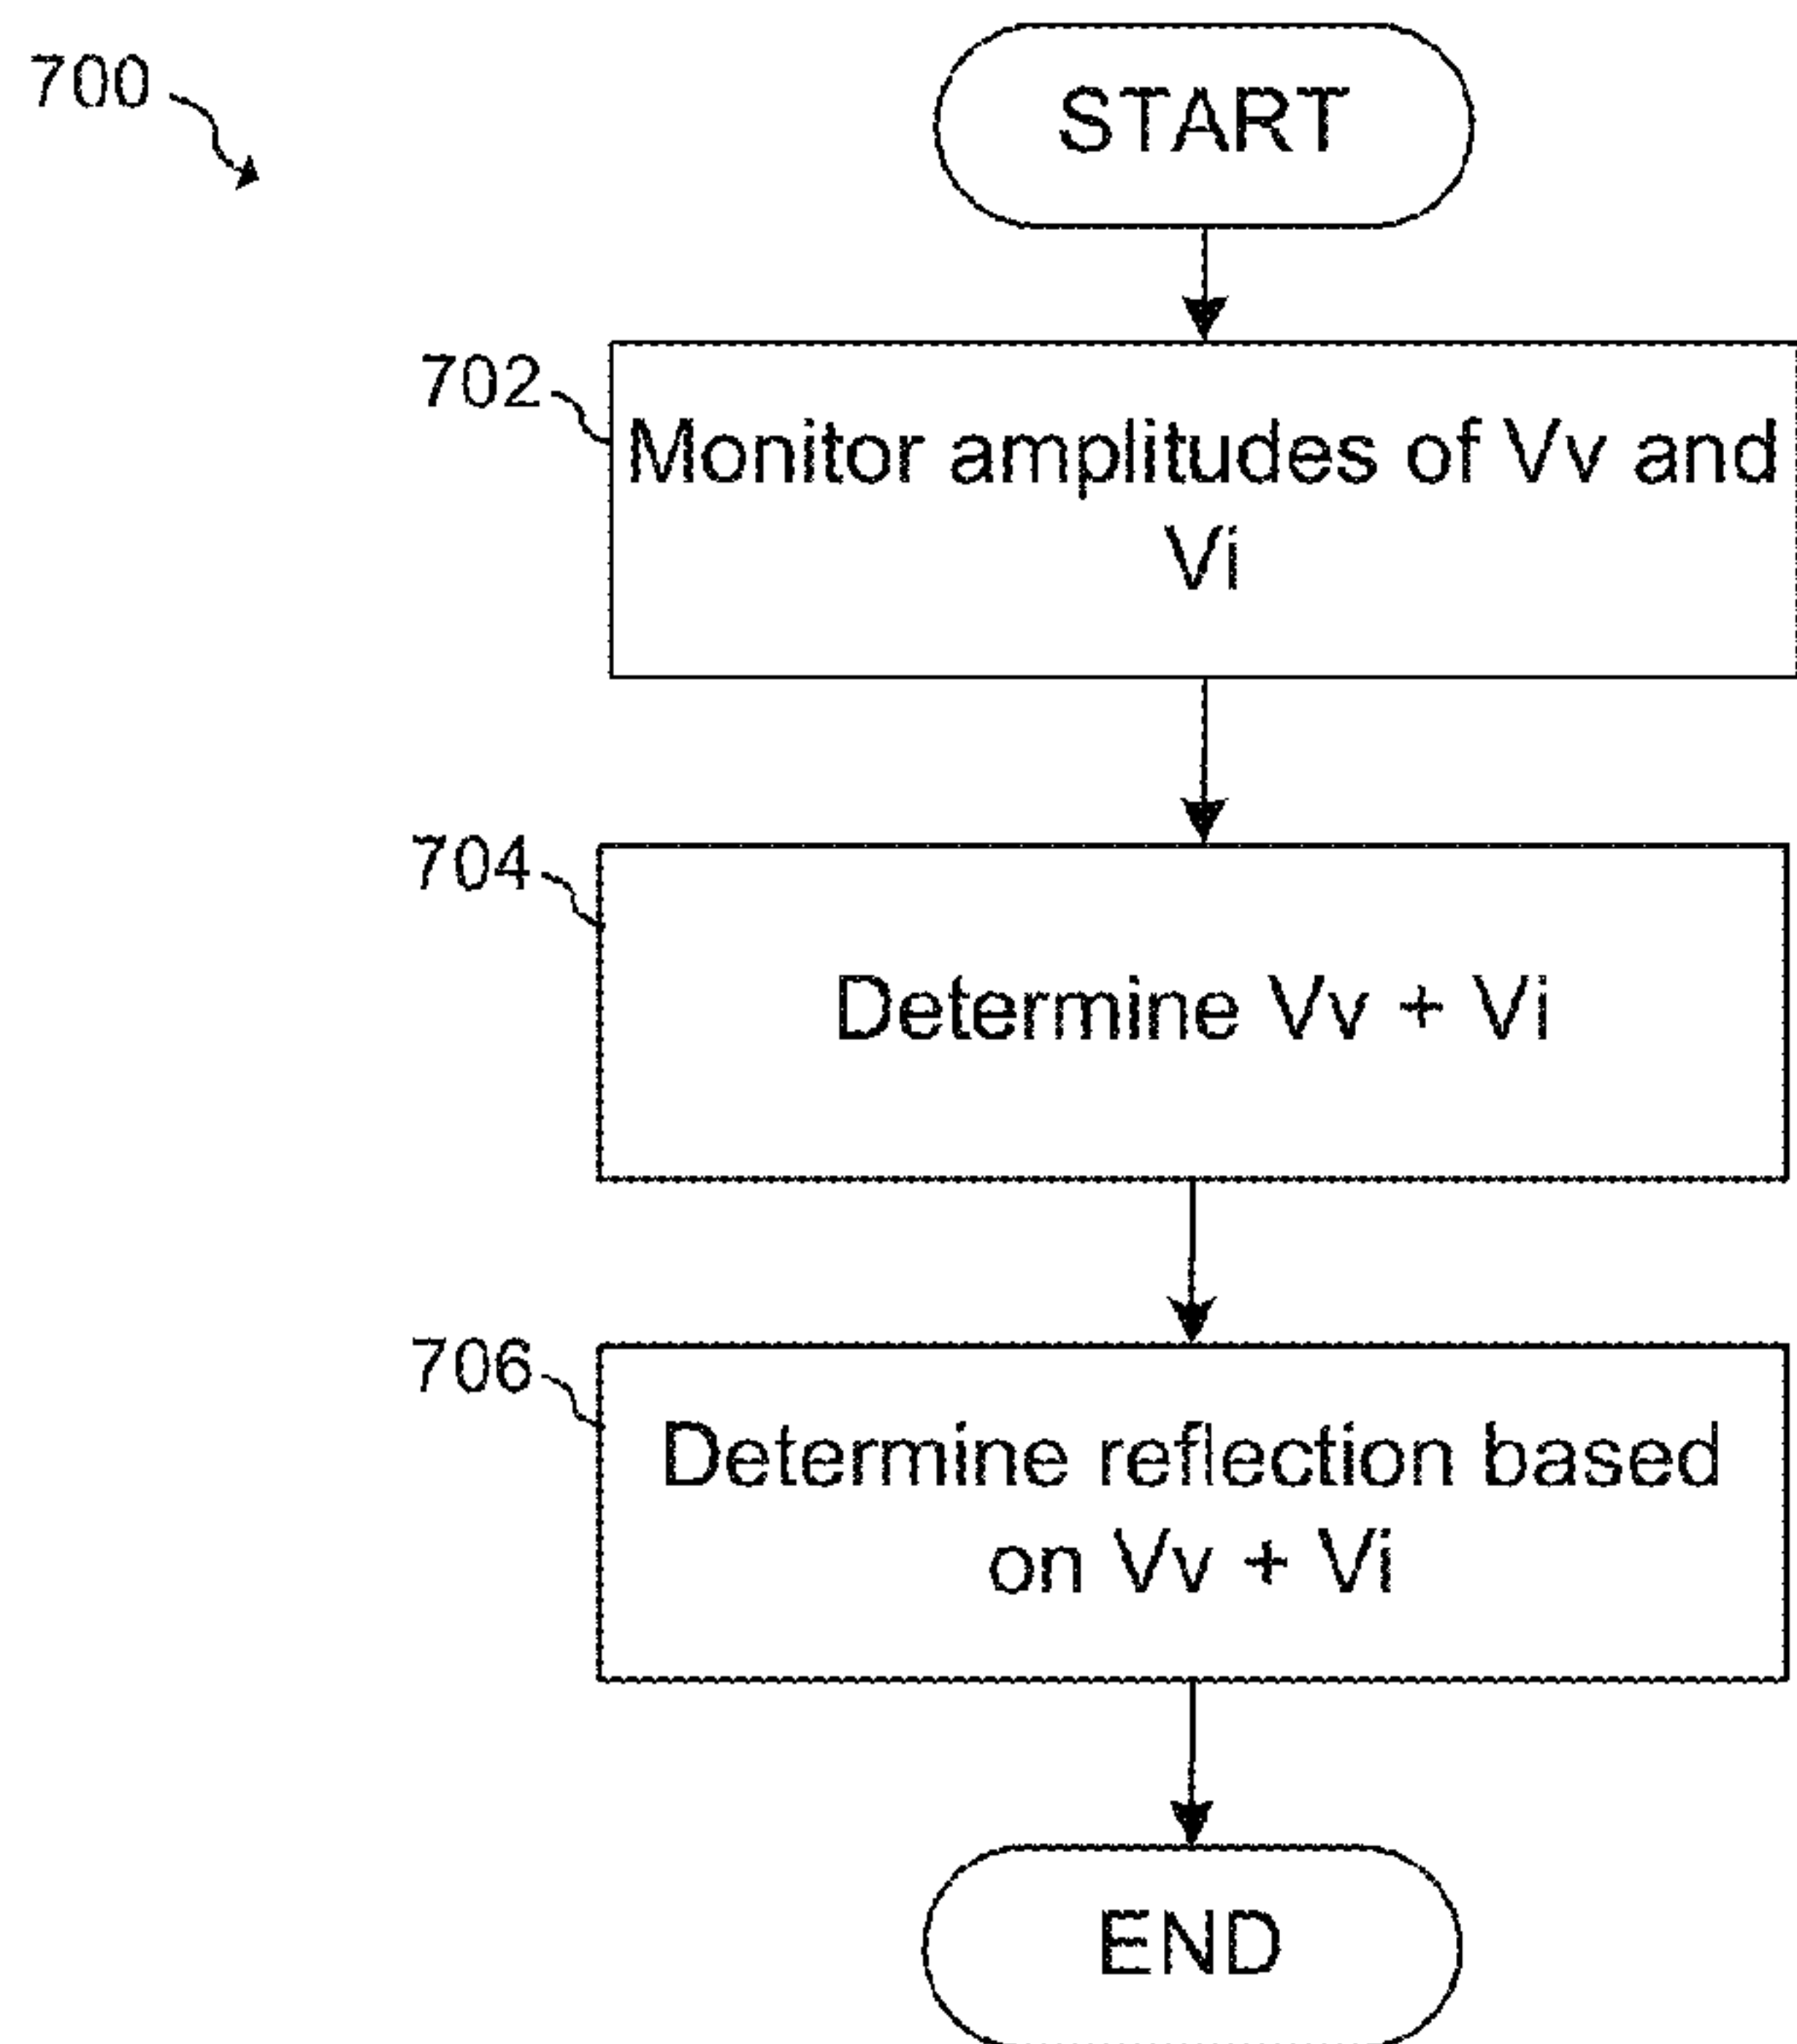 700
START
702
Monitor amplitudes of Vv and
Vi
704
Determine Vv + Vi
706
Determine reflection based
on Vv + Vi
END